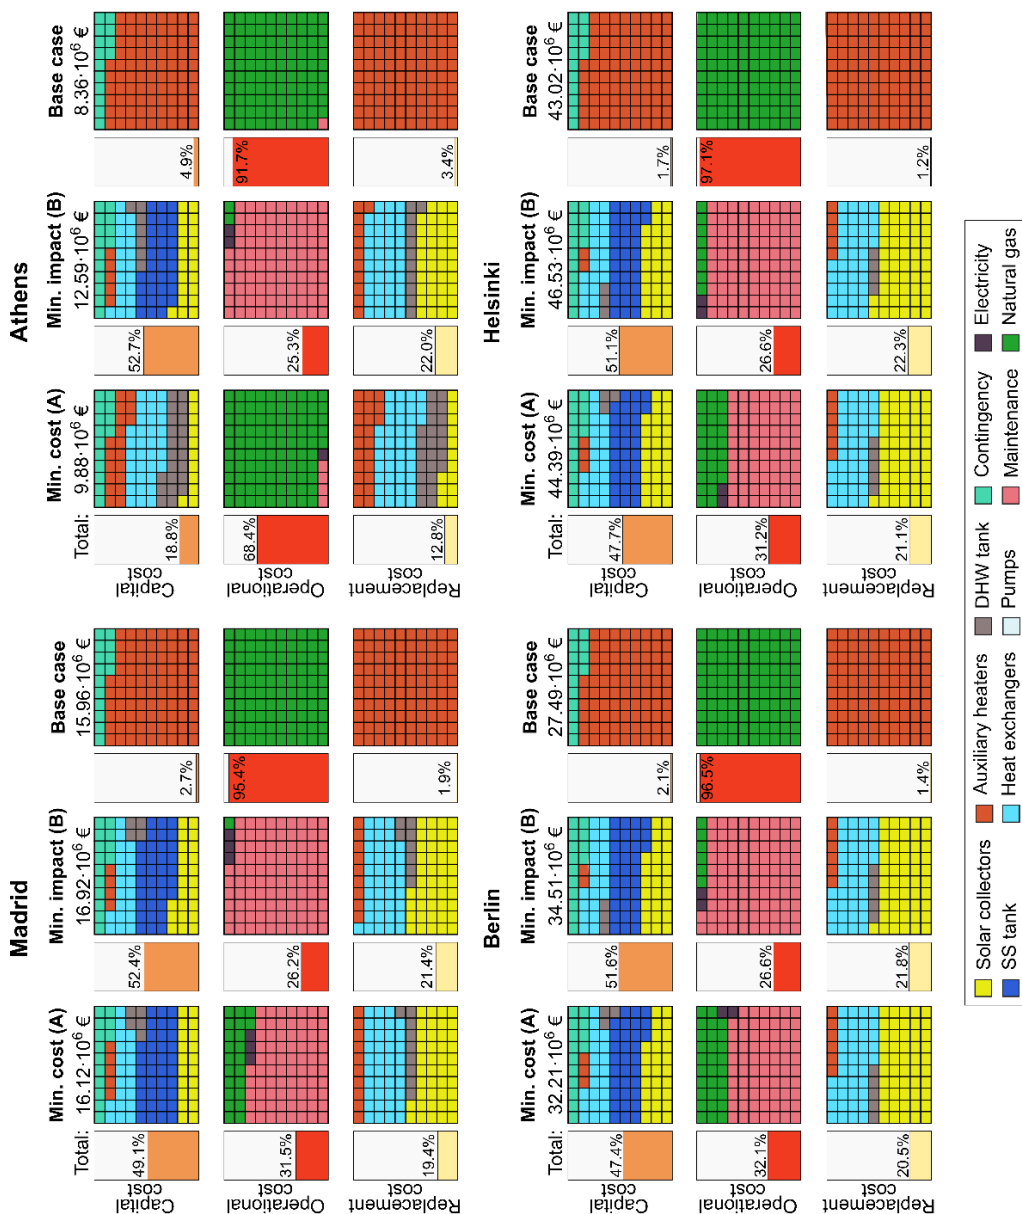 Madrid
Min. cost (A)
Min. impact (B)
Base case
Total:
16.12·10⁶ €
16.92·10⁶ €
15.96·10⁶ €
Capital
cost
49.1%
52.4%
2.7%
Operational
cost
31.5%
26.2%
95.4%
Replacement
cost
19.4%
21.4%
1.9%
Athens
Min. cost (A)
Min. impact (B)
Base case
Total:
9.88·10⁶ €
12.59·10⁶ €
8.36·10⁶ €
Capital
cost
18.8%
52.7%
4.9%
Operational
cost
68.4%
25.3%
91.7%
Replacement
cost
12.8%
22.0%
3.4%
Berlin
Min. cost (A)
Min. impact (B)
Base case
Total:
32.21·10⁶ €
34.51·10⁶ €
27.49·10⁶ €
Capital
cost
47.4%
51.6%
2.1%
Operational
cost
32.1%
26.6%
96.5%
Replacement
cost
20.5%
21.8%
1.4%
Helsinki
Min. cost (A)
Min. impact (B)
Base case
Total:
44.39·10⁶ €
46.53·10⁶ €
43.02·10⁶ €
Capital
cost
47.7%
51.1%
1.7%
Operational
cost
31.2%
26.6%
97.1%
Replacement
cost
21.1%
22.3%
1.2%
Solar collectors
Auxiliary heaters
DHW tank
Contingency
Electricity
SS tank
Heat exchangers
Pumps
Maintenance
Natural gas